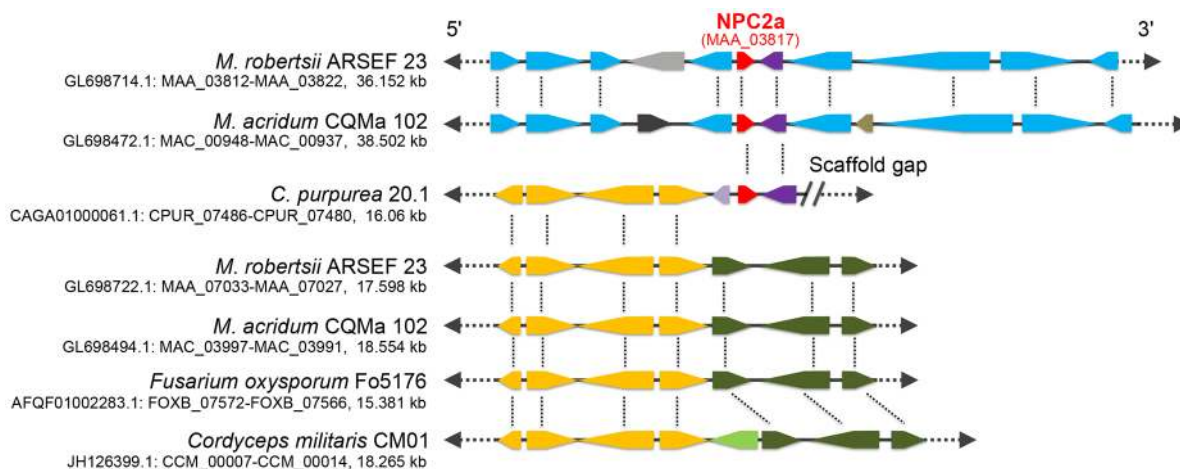 5'
NPC2a
3'
(MAA_03817)
M. robertsii ARSEF 23
GL698714.1: MAA_03812-MAA_03822, 36.152 kb
M. acridum CQMa 102
GL698472.1: MAC_00948-MAC_00937, 38.502 kb
Scaffold gap
C. purpurea 20.1
CAGA01000061.1: CPUR_07486-CPUR_07480, 16.06 kb
M. robertsii ARSEF 23
GL698722.1: MAA_07033-MAA_07027, 17.598 kb
M. acridum CQMa 102
GL698494.1: MAC_03997-MAC_03991, 18.554 kb
Fusarium oxysporum Fo5176
AFQF01002283.1: FOXB_07572-FOXB_07566, 15.381 kb
Cordyceps militaris CM01
JH126399.1: CCM_00007-CCM_00014, 18.265 kb